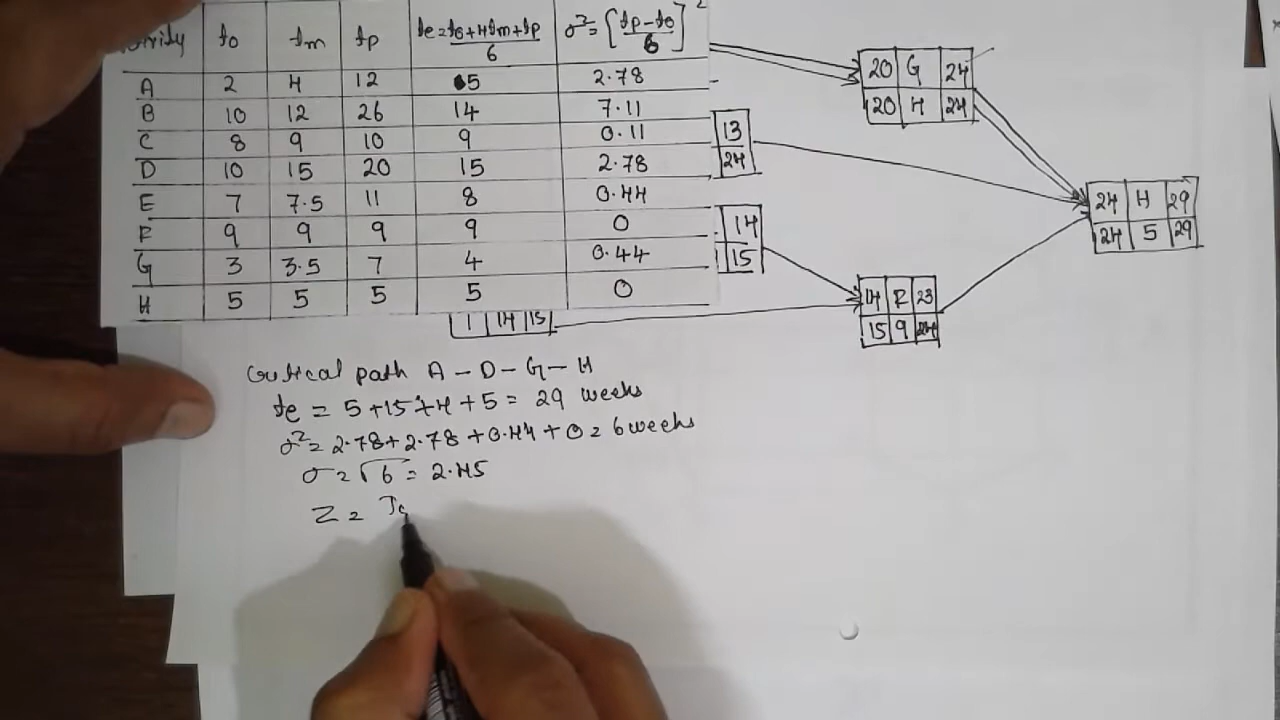 to tm tp te=to+4tm+tp/6 σ²=[tp-to/6]²
A 2 4 12 5 2.78
B 10 12 26 14 7.11
C 8 9 10 9 0.11
D 10 15 20 15 2.78
E 7 7.5 11 8 0.44
F 9 9 9 9 0
G 3 3.5 7 4 0.44
H 5 5 5 5 0
20 G 24
20 4 24
13
24
24 H 29
24 5 29
14
15
14 F 23
15 9 24
1 14 15
Critical path A-D-G-H
te = 5+15+4+5 = 29 weeks
σ²= 2.78+2.78+0.44+0= 6 weeks
σ=√6 = 2.45
Z =